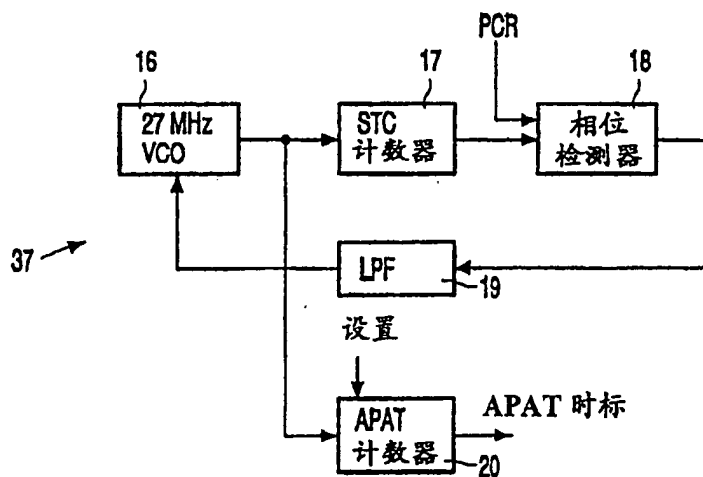 PCR
16
17
18
27 MHz
VCO
STC
计数器
相位
检测器
37
LPF
19
设置
APAT
计数器
APAT 时标
20